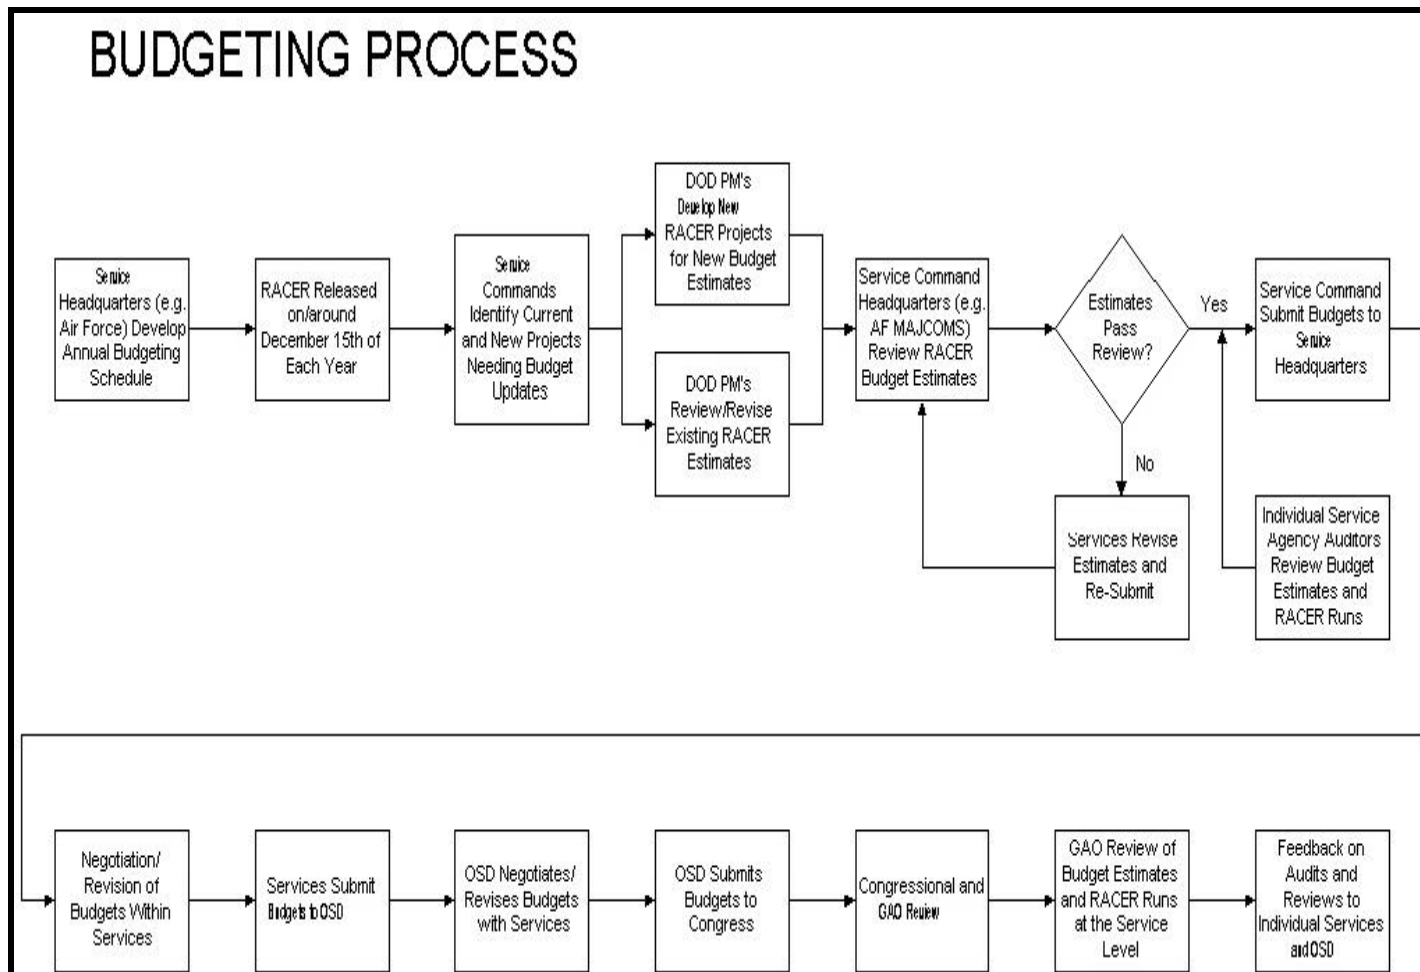 BUDGETING PROCESS
Service
Headquarters (e.g.
Air Force) Develop
Annual Budgeting
Schedule
RACER Released
on/around
December 15th of
Each Year
Service
Commands
Identify Current
and New Projects
Needing Budget
Updates
DOD PM's
Develop New
RACER Projects
for New Budget
Estimates
DOD PM's
Review/Revise
Existing RACER
Estimates
Service Command
Headquarters (e.g.
AF MAJCOMS)
Review RACER
Budget Estimates
Estimates
Pass
Review?
Yes
No
Service Command
Submit Budgets to
Service
Headquarters
Services Revise
Estimates and
Re-Submit
Individual Service
Agency Auditors
Review Budget
Estimates and
RACER Runs
Negotiation/
Revision of
Budgets Within
Services
Services Submit
Budgets to OSD
OSD Negotiates/
Revises Budgets
with Services
OSD Submits
Budgets to
Congress
Congressional and
GAO Review
GAO Review of
Budget Estimates
and RACER Runs
at the Service
Level
Feedback on
Audits and
Reviews to
Individual Services
and OSD